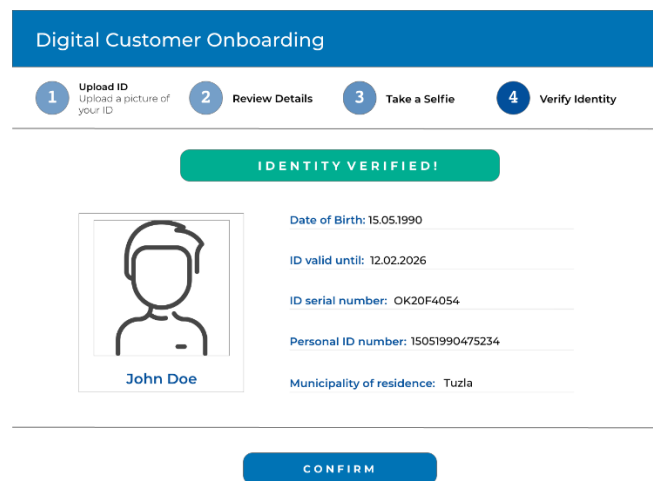 Digital Customer Onboarding
1 Upload ID
Upload a picture of
your ID
2 Review Details
3 Take a Selfie
4 Verify Identity
IDENTITY VERIFIED!
Date of Birth: 15.05.1990
ID valid until: 12.02.2026
ID serial number: OK20F4054
Personal ID number: 15051990475234
Municipality of residence: Tuzla
John Doe
CONFIRM